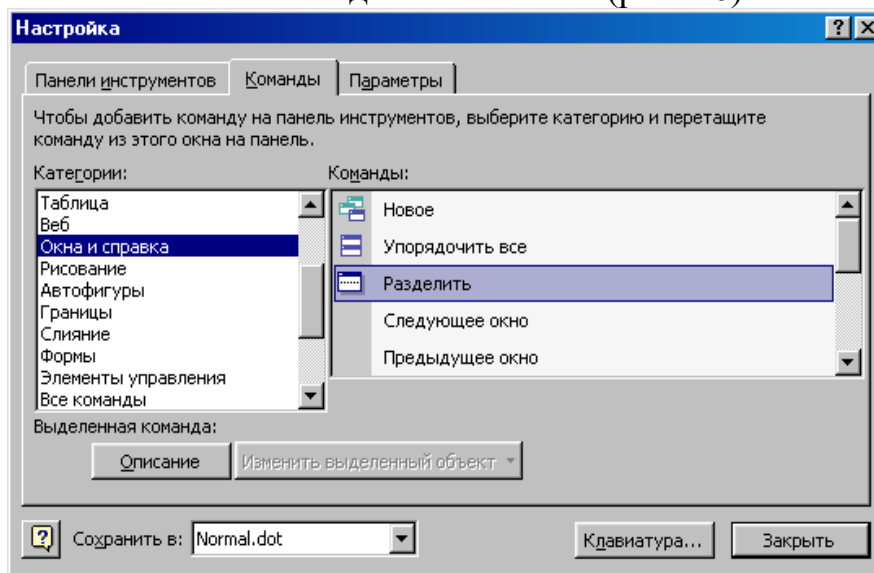 Настройка
Панели инструментов Команды Параметры
Чтобы добавить команду на панель инструментов, выберите категорию и перетащите
команду из этого окна на панель.
Категории: Команды:
Таблица
Веб
Окна и справка
Рисование
Автофигуры
Границы
Слияние
Формы
Элементы управления
Все команды
Новое
Упорядочить все
Разделить
Следующее окно
Предыдущее окно
Выделенная команда:
Описание Изменить выделенный объект
Сохранить в: Normal.dot Клавиатура... Закрыть